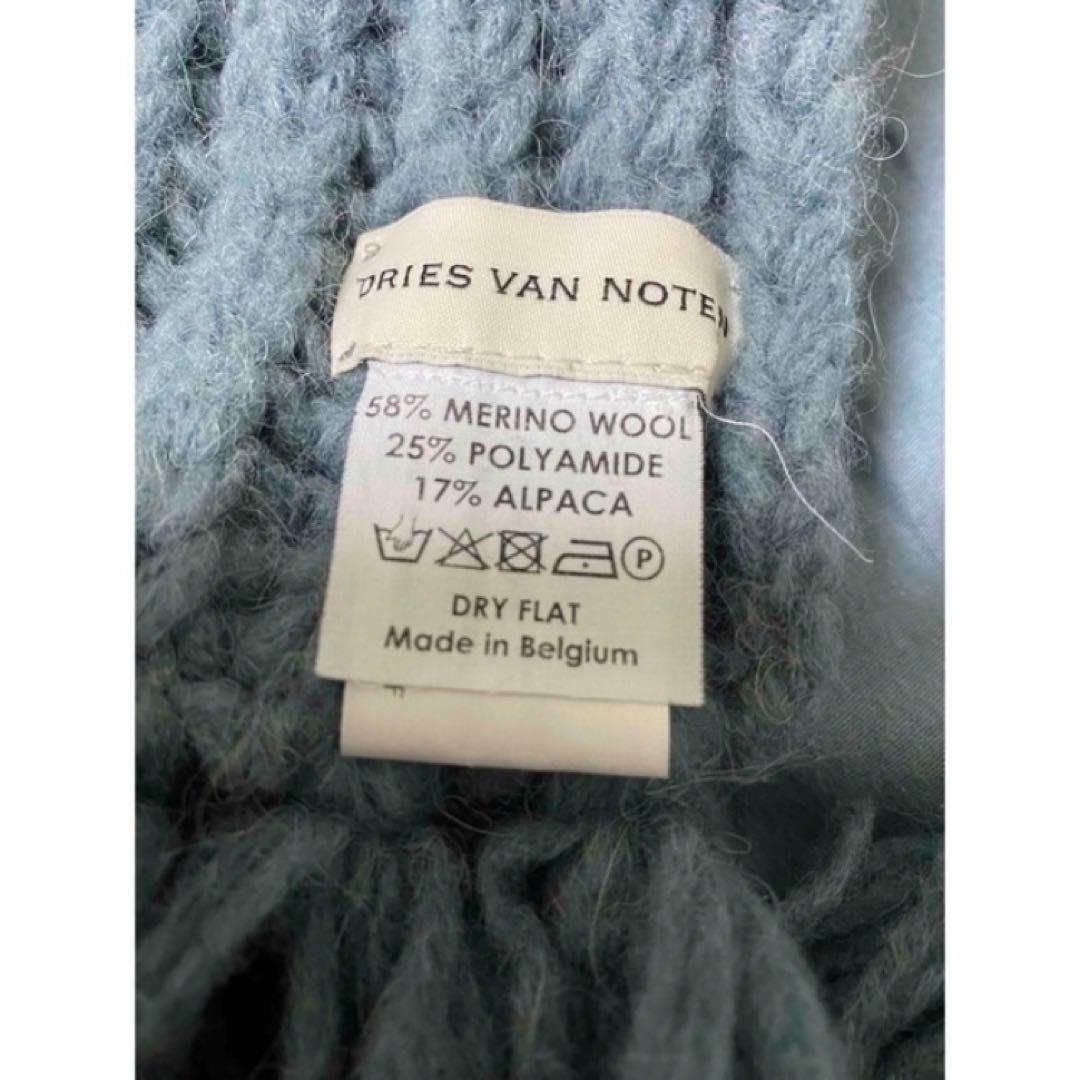 DRIES VAN NOTEN
58% MERINO WOOL
25% POLYAMIDE
17% ALPACA
P
DRY FLAT
Made in Belgium